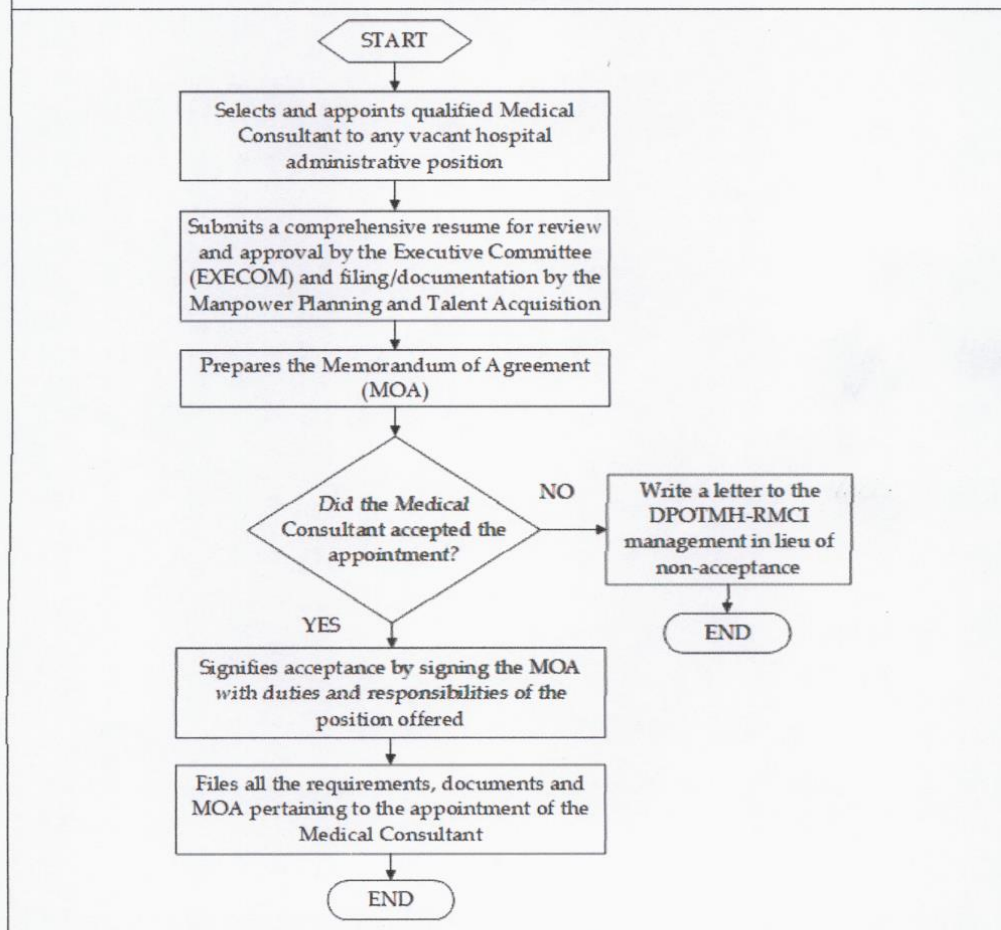 START
Selects and appoints qualified Medical
Consultant to any vacant hospital
administrative position
Submits a comprehensive resume for review
and approval by the Executive Committee
(EXECOM) and filing/documentation by the
Manpower Planning and Talent Acquisition
Prepares the Memorandum of Agreement
(MOA)
Did the Medical
Consultant accepted the
appointment?
NO
Write a letter to the
DPOTMH-RMCI
management in lieu of
non-acceptance
END
YES
Signifies acceptance by signing the MOA
with duties and responsibilities of the
position offered
Files all the requirements, documents and
MOA pertaining to the appointment of the
Medical Consultant
END